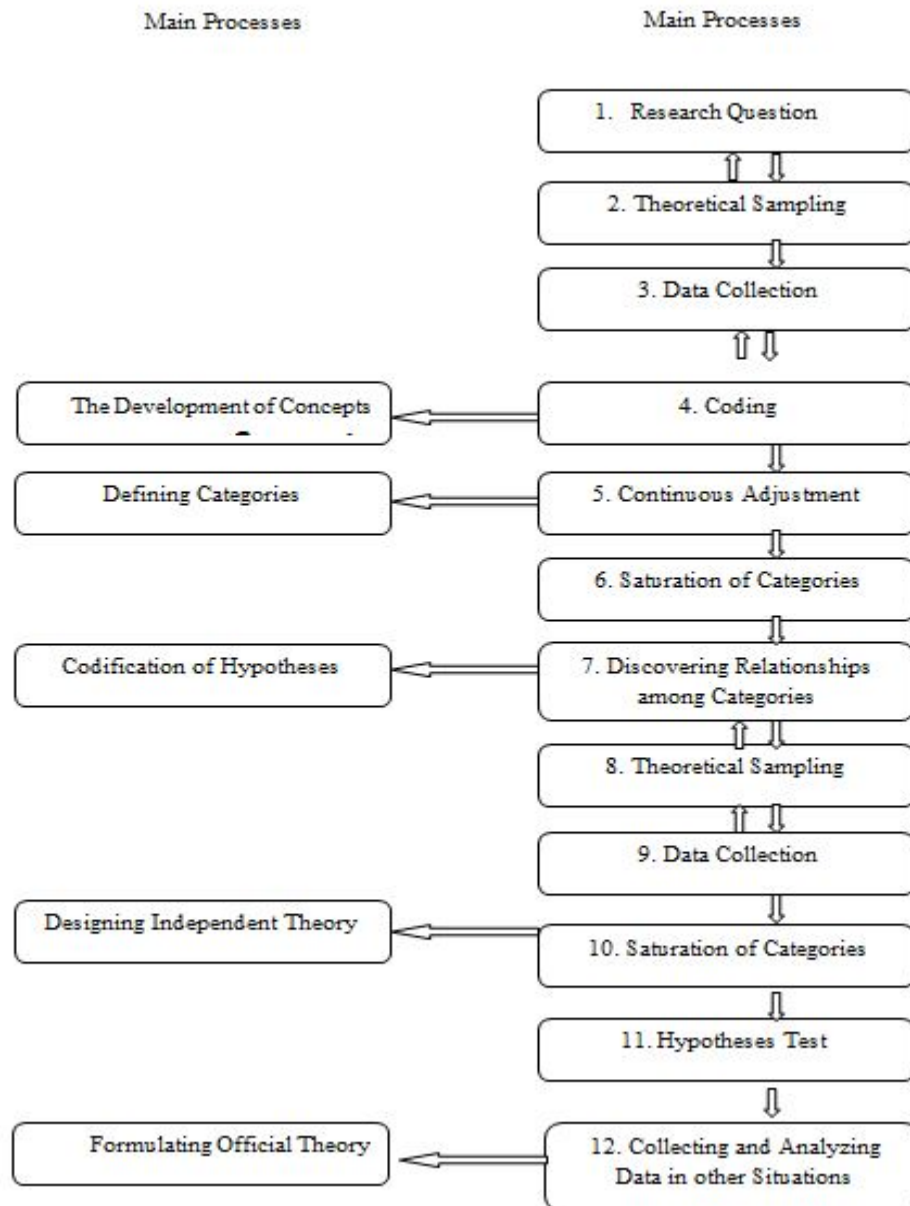 Main Processes
Main Processes
1. Research Question
2. Theoretical Sampling
3. Data Collection
The Development of Concepts
4. Coding
Defining Categories
5. Continuous Adjustment
6. Saturation of Categories
Codification of Hypotheses
7. Discovering Relationships
among Categories
8. Theoretical Sampling
9. Data Collection
Designing Independent Theory
10. Saturation of Categories
11. Hypotheses Test
Formulating Official Theory
12. Collecting and Analyzing
Data in other Situations